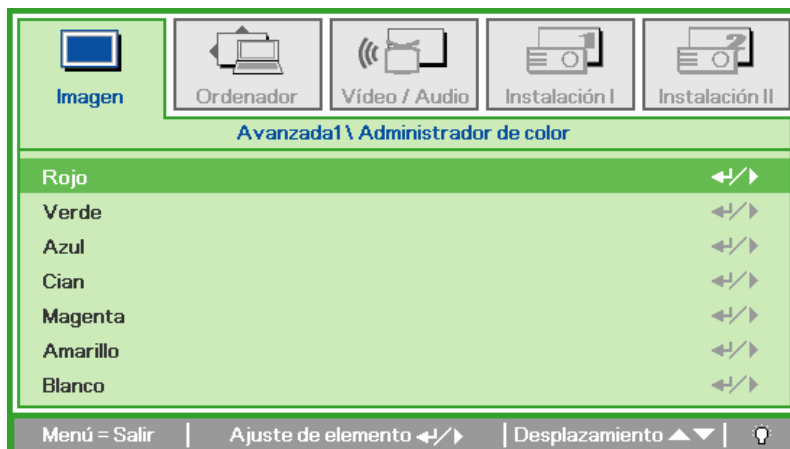 Imagen
Ordenador
Vídeo / Audio
Instalación I
Instalación II
Avanzada1\ Administrador de color
Rojo
Verde
Azul
Cian
Magenta
Amarillo
Blanco
Menú = Salir
Ajuste de elemento
Desplazamiento